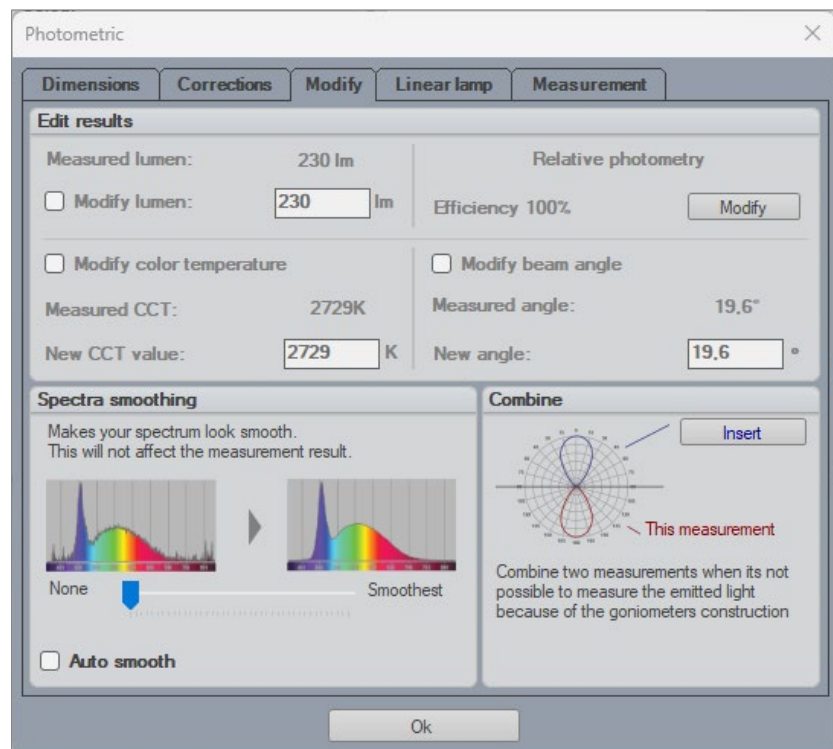 Photometric
Dimensions Corrections Modify Linear lamp Measurement
Edit results
Measured lumen: 230 lm
Modify lumen: 230 lm
Relative photometry
Efficiency 100% Modify
Modify color temperature
Measured CCT: 2729K
New CCT value: 2729 K
Modify beam angle
Measured angle: 19,6°
New angle: 19,6 °
Spectra smoothing
Makes your spectrum look smooth.
This will not affect the measurement result.
None Smoothest
Auto smooth
Combine
Insert
This measurement
Combine two measurements when its not
possible to measure the emitted light
because of the goniometers construction
Ok